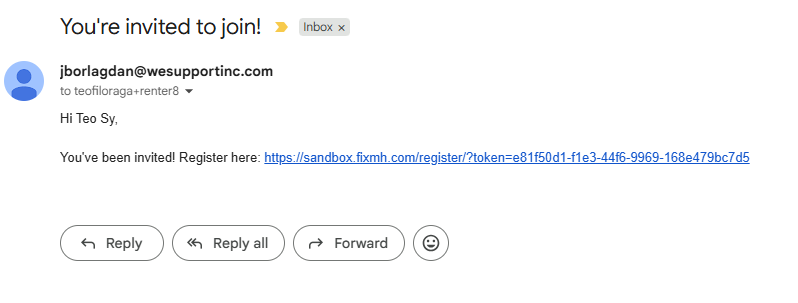 You're invited to join!
Inbox ×
jborlagdan@wesupportinc.com
to teofiloraga+renter8
Hi Teo Sy,
You've been invited! Register here: https://sandbox.fixmh.com/register/?token=e81f50d1-f1e3-44f6-9969-168e479bc7d5
Reply
Reply all
Forward